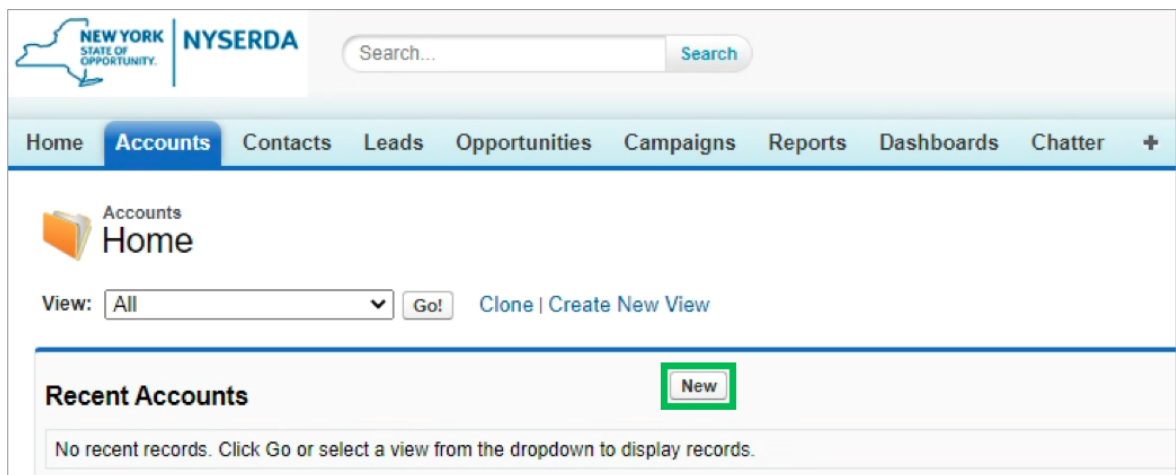 NEW YORK
STATE OF
OPPORTUNITY.
NYSERDA
Search...
Search
Home Accounts Contacts Leads Opportunities Campaigns Reports Dashboards Chatter +
Accounts
Home
View: All Go! Clone | Create New View
Recent Accounts New
No recent records. Click Go or select a view from the dropdown to display records.